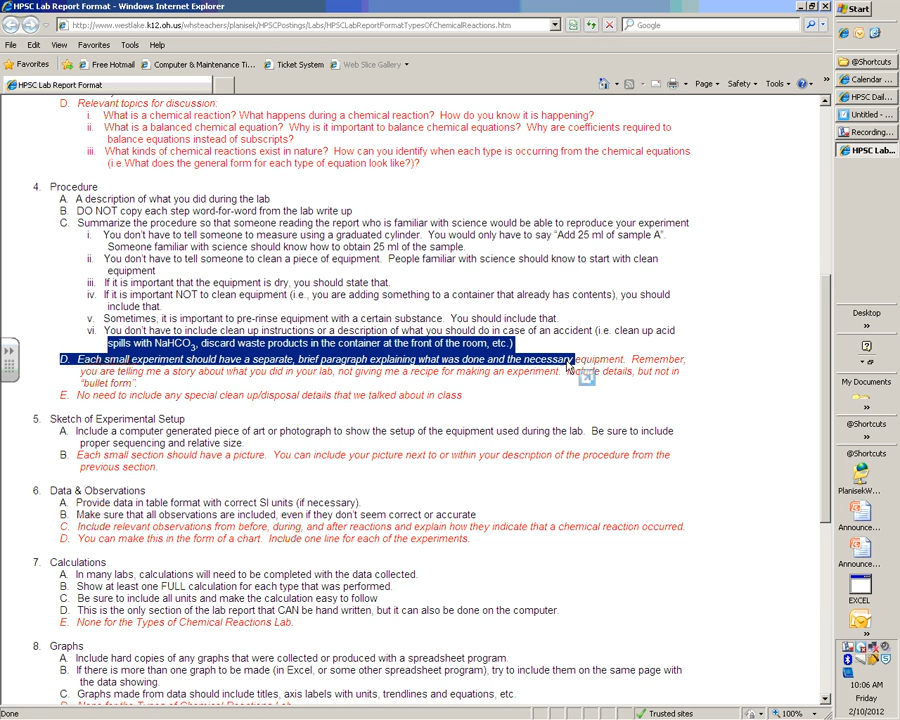 HPSC Lab Report Format - Windows Internet Explorer
http://www.westlake.k12.oh.us/whsteachers/planisek/HPSCPostings/Labs/HPSCLabReportFormatTypesOfChemicalReactions.htm
Google
File Edit View Favorites Tools Help
Favorites Free Hotmail Computer & Maintenance Ti... Ticket System Web Slice Gallery
HPSC Lab Report Format
Page Safety Tools
D. Relevant topics for discussion:
i. What is a chemical reaction? What happens during a chemical reaction? How do you know it is happening?
ii. What is a balanced chemical equation? Why is it important to balance chemical equations? Why are coefficients required to
balance equations instead of subscripts?
iii. What kinds of chemical reactions exist in nature? How can you identify when each type is occurring from the chemical equations
(i.e.What does the general form for each type of equation look like?)?
4. Procedure
A. A description of what you did during the lab
B. DO NOT copy each step word-for-word from the lab write up
C. Summarize the procedure so that someone reading the report who is familiar with science would be able to reproduce your experiment
i. You don't have to tell someone to measure using a graduated cylinder. You would only have to say "Add 25 ml of sample A".
Someone familiar with science should know how to obtain 25 ml of the sample.
ii. You don't have to tell someone to clean a piece of equipment. People familiar with science should know to start with clean
equipment
iii. If it is important that the equipment is dry, you should state that.
iv. If it is important NOT to clean equipment (i.e., you are adding something to a container that already has contents), you should
include that.
v. Sometimes, it is important to pre-rinse equipment with a certain substance. You should include that.
vi. You don't have to include clean up instructions or a description of what you should do in case of an accident (i.e. clean up acid
spills with NaHCO3, discard waste products in the container at the front of the room, etc.)
D. Each small experiment should have a separate, brief paragraph explaining what was done and the necessary equipment. Remember,
you are telling me a story about what you did in your lab, not giving me a recipe for making an experiment. Include details, but not in
"bullet form".
E. No need to include any special clean up/disposal details that we talked about in class
5. Sketch of Experimental Setup
A. Include a computer generated piece of art or photograph to show the setup of the equipment used during the lab. Be sure to include
proper sequencing and relative size.
B. Each small section should have a picture. You can include your picture next to or within your description of the procedure from the
previous section.
6. Data & Observations
A. Provide data in table format with correct SI units (if necessary).
B. Make sure that all observations are included, even if they don't seem correct or accurate
C. Include relevant observations from before, during, and after reactions and explain how they indicate that a chemical reaction occurred.
D. You can make this in the form of a chart. Include one line for each of the experiments.
7. Calculations
A. In many labs, calculations will need to be completed with the data collected.
B. Show at least one FULL calculation for each type that was performed.
C. Be sure to include all units and make the calculation easy to follow
D. This is the only section of the lab report that CAN be hand written, but it can also be done on the computer.
E. None for the Types of Chemical Reactions Lab.
8. Graphs
A. Include hard copies of any graphs that were collected or produced with a spreadsheet program.
B. If there is more than one graph to be made (in Excel, or some other spreadsheet program), try to include them on the same page with
the data showing.
C. Graphs made from data should include titles, axis labels with units, trendlines and equations, etc.
D. None for the Types of Chemical Reactions Lab
Done
Trusted sites
100%
Start
@Shortcuts
Calendar ...
HPSC Dail...
Untitled - ...
Recording...
HPSC Lab...
Desktop
My Documents
@Shortcuts
@Shortcuts
PlanisekW...
Announce...
Announce...
EXCEL
10:06 AM
Friday
2/10/2012